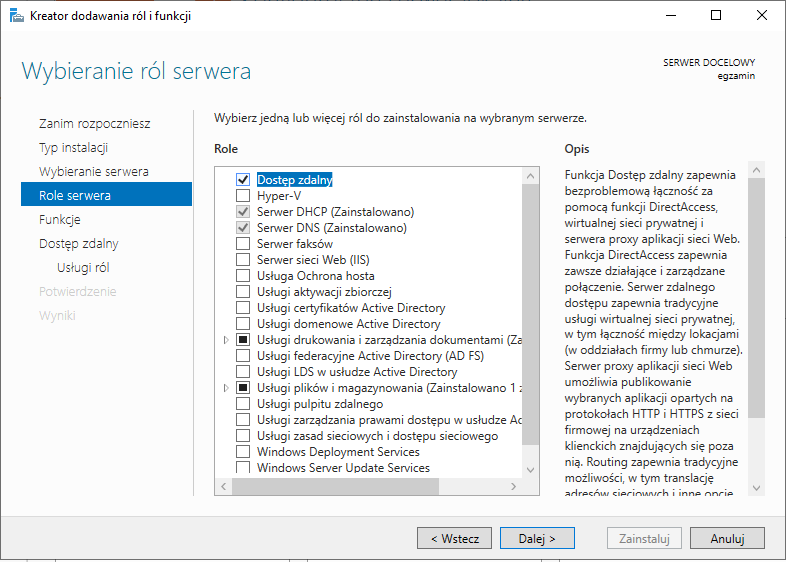 Kreator dodawania ról i funkcji
Wybieranie ról serwera
SERWER DOCELOWY
egzamin
Zanim rozpoczniesz
Typ instalacji
Wybieranie serwera
Role serwera
Funkcje
Dostęp zdalny
Usługi ról
Potwierdzenie
Wyniki
Wybierz jedną lub więcej ról do zainstalowania na wybranym serwerze.
Role
Dostęp zdalny
Hyper-V
Serwer DHCP (Zainstalowano)
Serwer DNS (Zainstalowano)
Serwer faksów
Serwer sieci Web (IIS)
Usługa Ochrona hosta
Usługi aktywacji zbiorczej
Usługi certyfikatów Active Directory
Usługi domenowe Active Directory
Usługi drukowania i zarządzania dokumentami (Za
Usługi federacyjne Active Directory (AD FS)
Usługi LDS w usłudze Active Directory
Usługi plików i magazynowania (Zainstalowano 1 z
Usługi pulpitu zdalnego
Usługi zarządzania prawami dostępu w usłudze Ac
Usługi zasad sieciowych i dostępu sieciowego
Windows Deployment Services
Windows Server Update Services
Opis
Funkcja Dostęp zdalny zapewnia
bezproblemową łączność za
pomocą funkcji DirectAccess,
wirtualnej sieci prywatnej i
serwera proxy aplikacji sieci Web.
Funkcja DirectAccess zapewnia
zawsze działające i zarządzane
połączenie. Serwer zdalnego
dostępu zapewnia tradycyjne
usługi wirtualnej sieci prywatnej,
w tym łączność między lokacjami
(w oddziałach firmy lub chmurze).
Serwer proxy aplikacji sieci Web
umożliwia publikowanie
wybranych aplikacji opartych na
protokołach HTTP i HTTPS z sieci
firmowej na urządzeniach
klienckich znajdujących się poza
nią. Routing zapewnia tradycyjne
możliwości, w tym translację
adresów sieciowych i inne opcje
< Wstecz
Dalej >
Zainstaluj
Anuluj